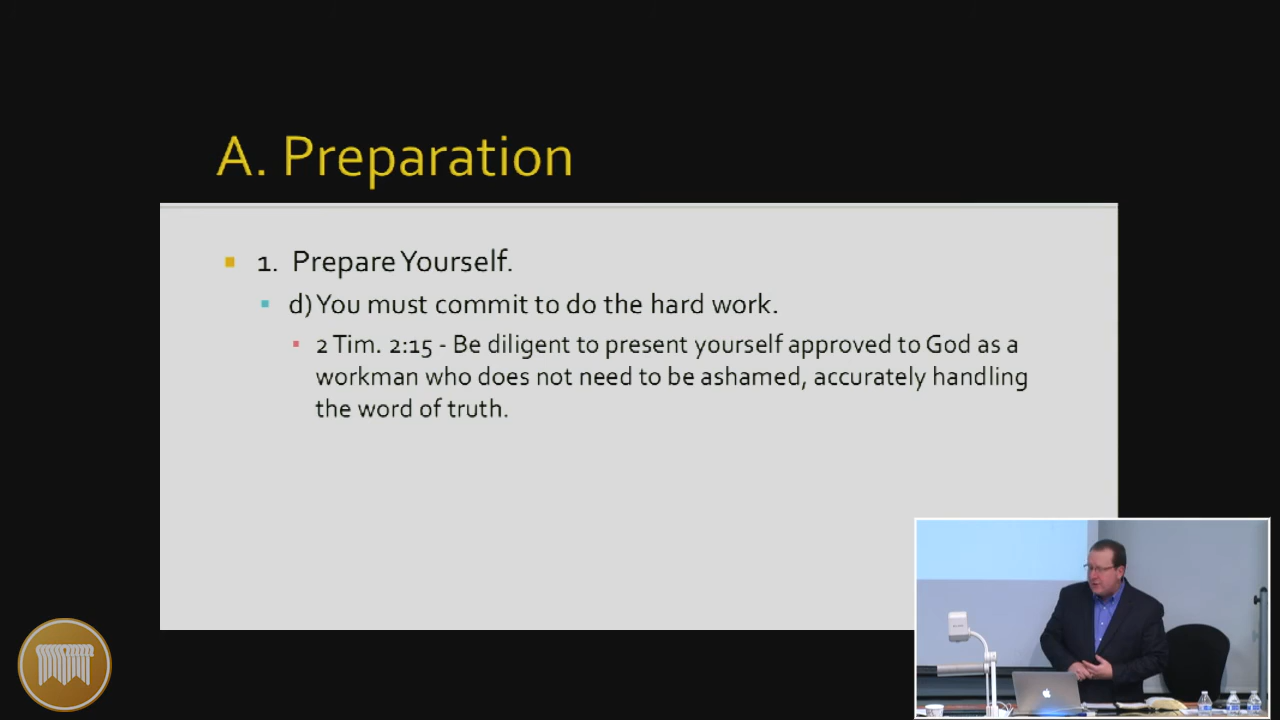 A. Preparation
1. Prepare Yourself.
d) You must commit to do the hard work.
2 Tim. 2:15 - Be diligent to present yourself approved to God as a
workman who does not need to be ashamed, accurately handling
the word of truth.